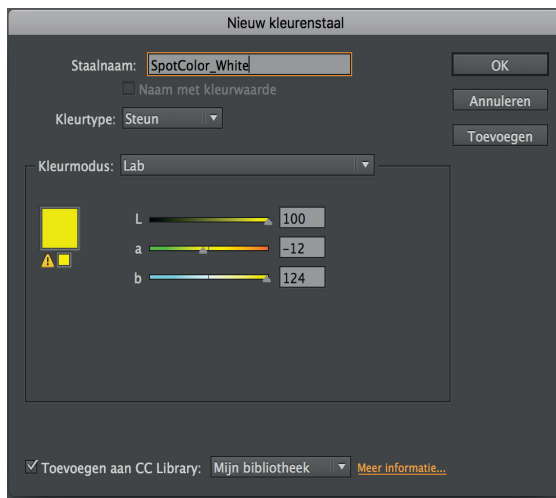 Nieuw kleurenstaal
Staalnaam: SpotColor_White
OK
Naam met kleurwaarde
Annuleren
Kleurtype: Steun
Toevoegen
Kleurmodus: Lab
L 100
a -12
b 124
Toevoegen aan CC Library: Mijn bibliotheek Meer informatie...